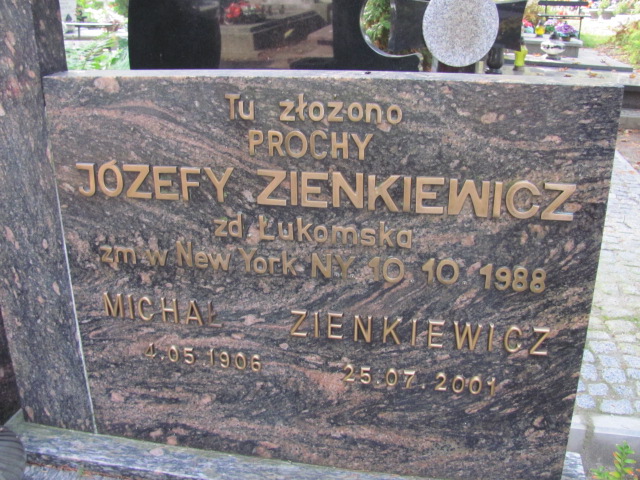 Tu złożono
PROCHY
JÓZEFY ZIENKIEWICZ
zd Łukomska
zm w New York NY 10.10 1988
MICHAŁ ZIENKIEWICZ
4.05.1906 25.07.2001